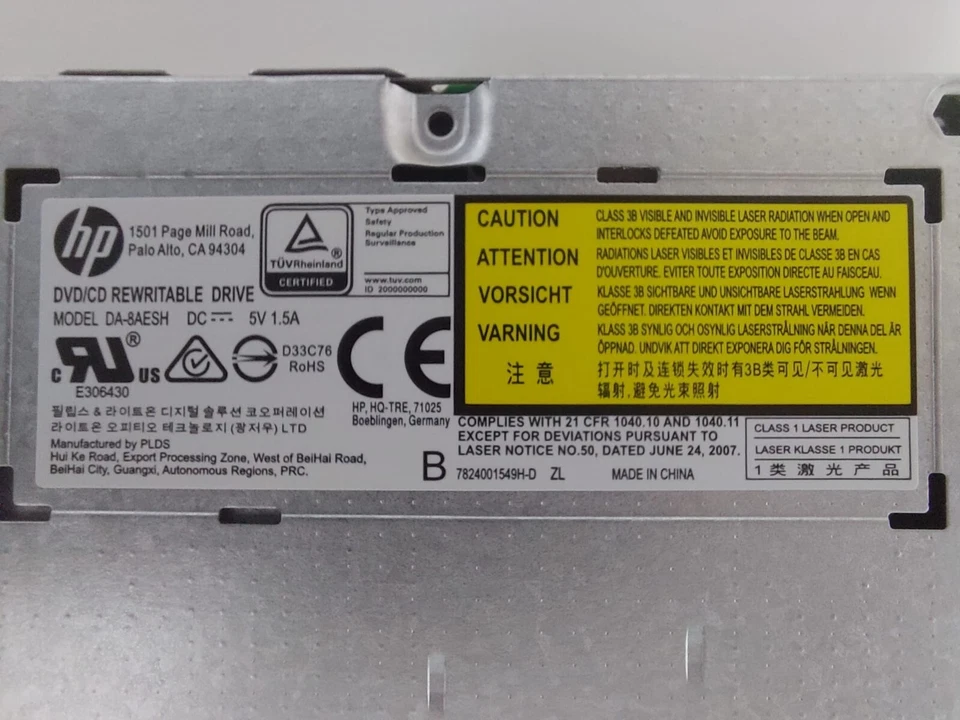 hp
1501 Page Mill Road,
Palo Alto, CA 94304
TÜVRheinland®
CERTIFIED
Type Approved
Safety
Regular Production
Surveillance
www.tuv.com
ID 2000000000
DVD/CD REWRITABLE DRIVE
MODEL DA-8AESH DC 5V 1.5A
c RU® US
E306430
D33C76
RoHS
CE
HP, HQ-TRE, 71025
Boeblingen, Germany
필립스 & 라이트온 디지털 솔루션 코오퍼레이션
라이트온 오피티오 테크놀로지 (광저우) LTD
Manufactured by PLDS
Hui Ke Road, Export Processing Zone, West of BeiHai Road,
BeiHai City, Guangxi, Autonomous Regions, PRC.
CAUTION CLASS 3B VISIBLE AND INVISIBLE LASER RADIATION WHEN OPEN AND
INTERLOCKS DEFEATED AVOID EXPOSURE TO THE BEAM.
ATTENTION RADIATIONS LASER VISIBLES ET INVISIBLES DE CLASSE 3B EN CAS
D'OUVERTURE. EVITER TOUTE EXPOSITION DIRECTE AU FAISCEAU.
VORSICHT KLASSE 3B SICHTBARE UND UNSICHTBARE LASERSTRAHLUNG WENN
GEÖFFNET. DIREKTEN KONTAKT MIT DEM STRAHL VERMEIDEN.
VARNING KLASS 3B SYNLIG OCH OSYNLIG LASERSTRÅLNING NÄR DENNA DEL ÄR
ÖPPNAD. UNDVIK ATT DIREKT EXPONERA DIG FÖR STRÅLNINGEN.
注意 打开时及连锁失效时有3B类可见/不可见激光
辐射,避免光束照射
COMPLIES WITH 21 CFR 1040.10 AND 1040.11
EXCEPT FOR DEVIATIONS PURSUANT TO
LASER NOTICE NO.50, DATED JUNE 24, 2007.
B 7824001549H-D ZL MADE IN CHINA
CLASS 1 LASER PRODUCT
LASER KLASSE 1 PRODUKT
1类激光产品